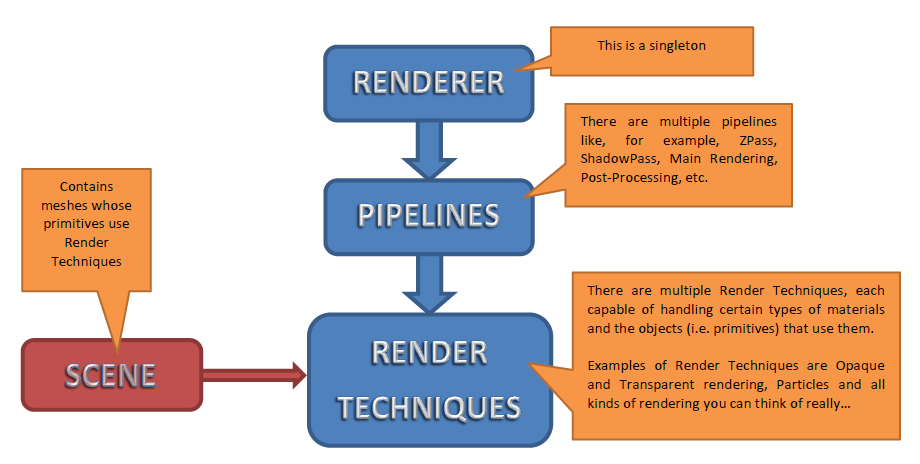 This is a singleton
RENDERER
There are multiple pipelines
like, for example, ZPass,
ShadowPass, Main Rendering,
Post-Processing, etc.
Contains
meshes whose
primitives use
Render
Techniques
PIPELINES
There are multiple Render Techniques, each
capable of handling certain types of materials
and the objects (i.e. primitives) that use them.
Examples of Render Techniques are Opaque
and Transparent rendering, Particles and all
kinds of rendering you can think of really...
SCENE
RENDER
TECHNIQUES